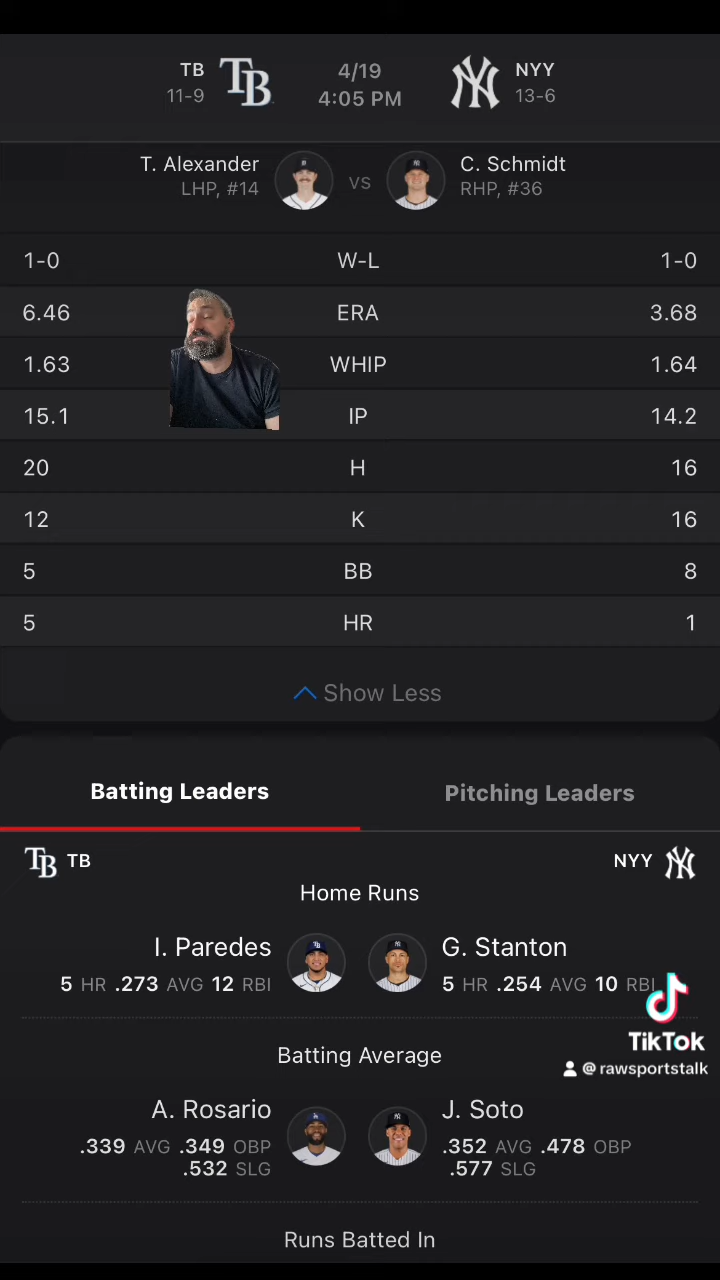 TB
11-9
TB
4/19
4:05 PM
NY
NYY
13-6
T. Alexander
LHP, #14
VS
C. Schmidt
RHP, #36
1-0 W-L 1-0
6.46 ERA 3.68
1.63 WHIP 1.64
15.1 IP 14.2
20 H 16
12 K 16
5 BB 8
5 HR 1
Show Less
Batting Leaders
Pitching Leaders
TB TB
NYY NY
Home Runs
I. Paredes
G. Stanton
5 HR .273 AVG 12 RBI
5 HR .254 AVG 10 RBI
TikTok
@rawsportstalk
Batting Average
A. Rosario
J. Soto
.339 AVG .349 OBP
.532 SLG
.352 AVG .478 OBP
.577 SLG
Runs Batted In